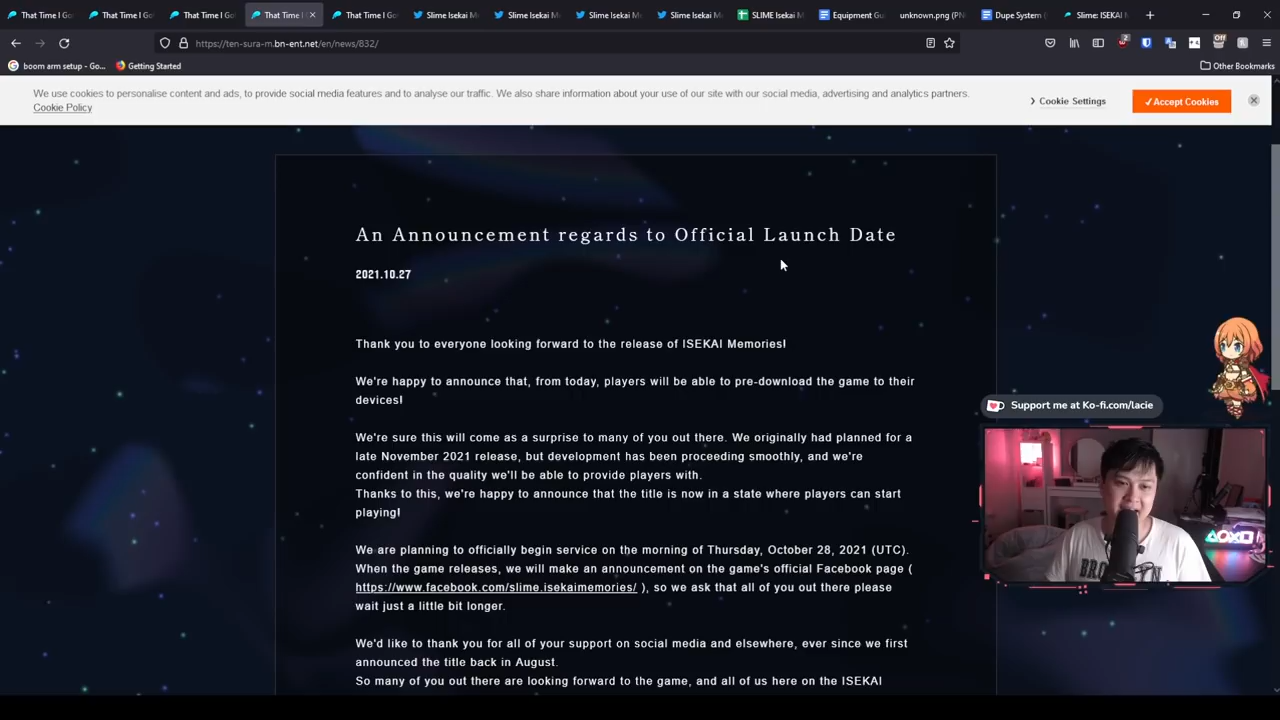 That Time I Go
That Time I Got
That Time I Got
That Time I Go
That Time I Go
Slime Isekai Me
Slime Isekai Me
Slime Isekai Me
Slime Isekai Me
SLIME Isekai M
Equipment Gu
unknown.png (PN
Dupe System
Slime: ISEKAI M
https://ten-sura-m.bn-ent.net/en/news/832/
2
Off
boom arm setup - Go...
Getting Started
Other Bookmarks
We use cookies to personalise content and ads, to provide social media features and to analyse our traffic. We also share information about your use of our site with our social media, advertising and analytics partners.
Cookie Policy
Cookie Settings
✓Accept Cookies
An Announcement regards to Official Launch Date
2021.10.27
Thank you to everyone looking forward to the release of ISEKAI Memories!
We're happy to announce that, from today, players will be able to pre-download the game to their
devices!
We're sure this will come as a surprise to many of you out there. We originally had planned for a
late November 2021 release, but development has been proceeding smoothly, and we're
confident in the quality we'll be able to provide players with.
Thanks to this, we're happy to announce that the title is now in a state where players can start
playing!
We are planning to officially begin service on the morning of Thursday, October 28, 2021 (UTC).
When the game releases, we will make an announcement on the game's official Facebook page (
https://www.facebook.com/slime.isekaimemories/ ), so we ask that all of you out there please
wait just a little bit longer.
We'd like to thank you for all of your support on social media and elsewhere, ever since we first
announced the title back in August.
So many of you out there are looking forward to the game, and all of us here on the ISEKAI
Support me at Ko-fi.com/lacie